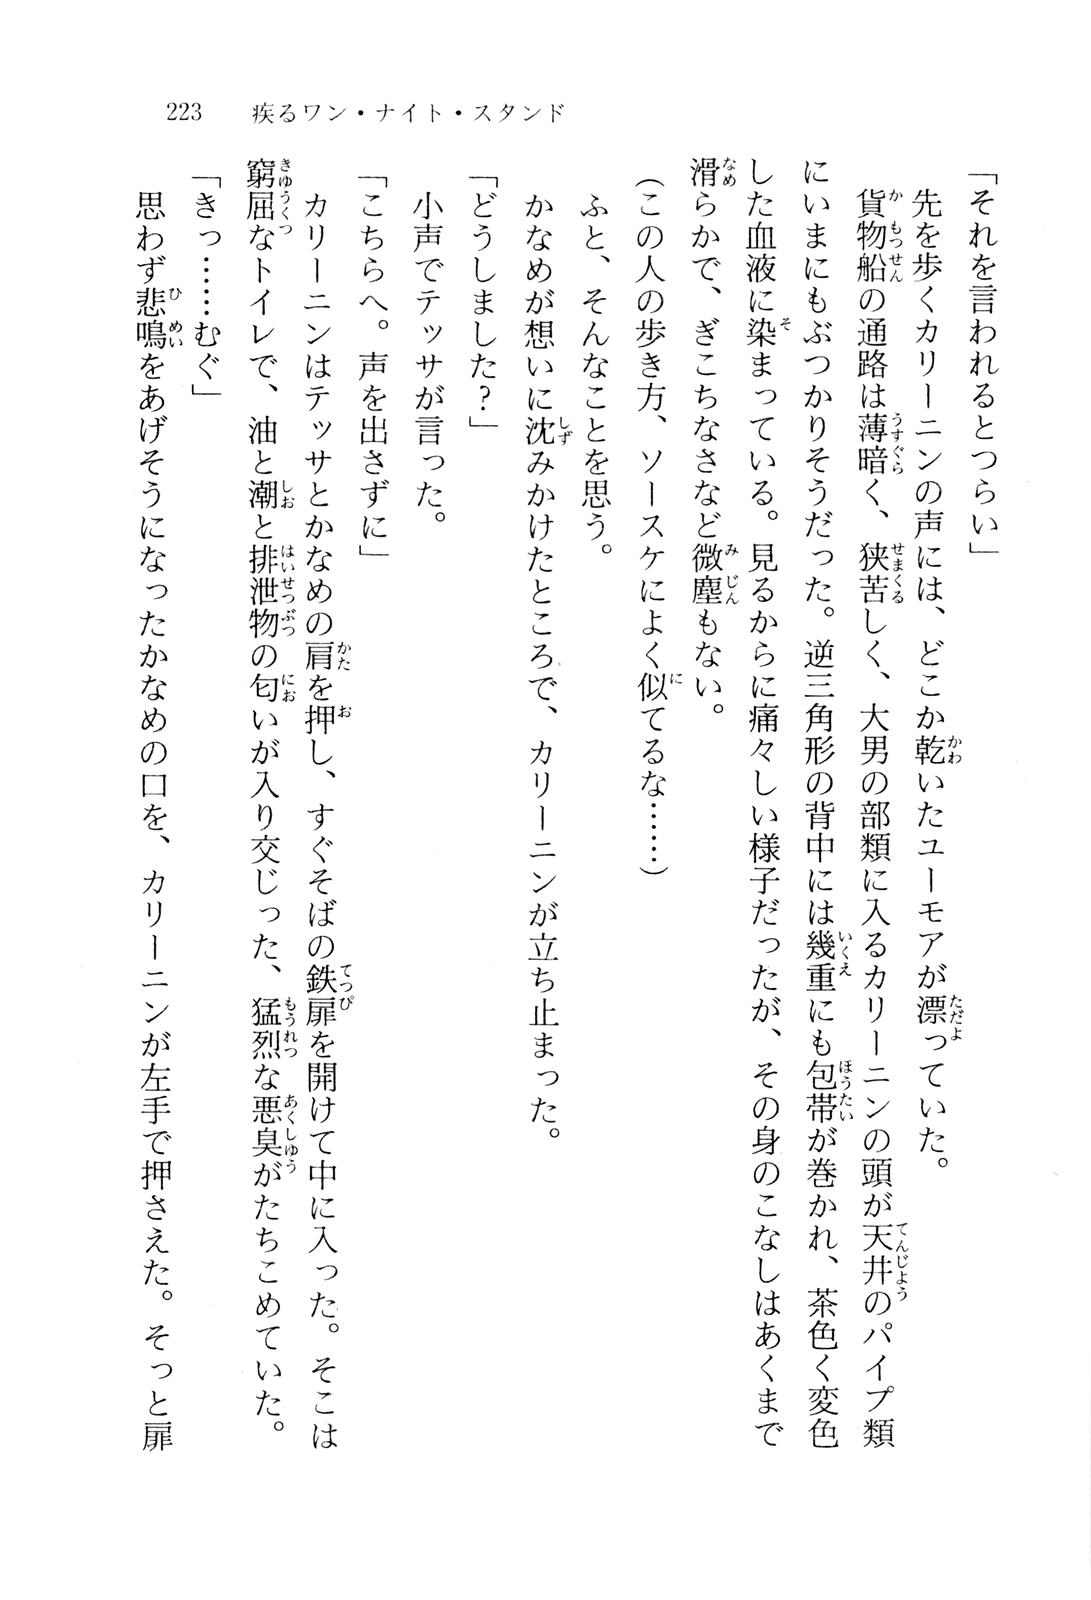 223　疾るワン・ナイト・スタンド
「それを言われるとつらい」
　先を歩くカリーニンの声には、どこか乾いたユーモアが漂っていた。
　貨物船の通路は薄暗く、狭苦しく、大男の部類に入るカリーニンの頭が天井のパイプ類
にいまにもぶつかりそうだった。逆三角形の背中には幾重にも包帯が巻かれ、茶色く変色
した血液に染まっている。見るからに痛々しい様子だったが、その身のこなしはあくまで
滑らかで、ぎこちなさなど微塵もない。
（この人の歩き方、ソースケによく似てるな……）
　ふと、そんなことを思う。
　かなめが想いに沈みかけたところで、カリーニンが立ち止まった。
「どうしました？」
　小声でテッサが言った。
「こちらへ。声を出さずに」
　カリーニンはテッサとかなめの肩を押し、すぐそばの鉄扉を開けて中に入った。そこは
窮屈なトイレで、油と潮と排泄物の匂いが入り交じった、猛烈な悪臭がたちこめていた。
「きっ……むぐ」
　思わず悲鳴をあげそうになったかなめの口を、カリーニンが左手で押さえた。そっと扉